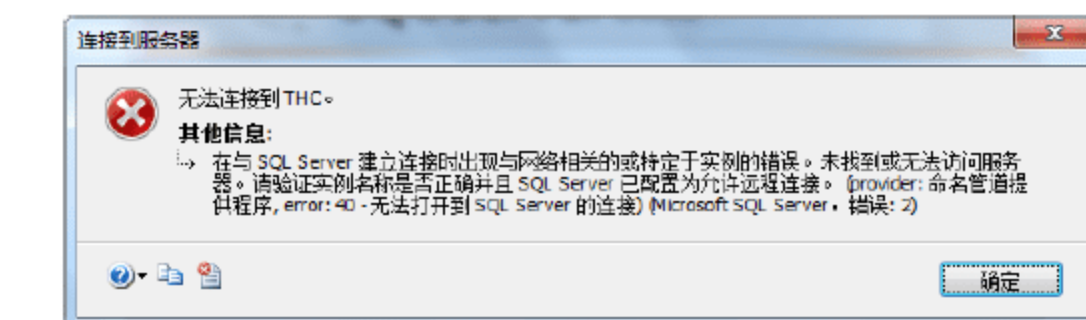 连接到服务器
无法连接到 THC。
其他信息:
在与 SQL Server 建立连接时出现与网络相关的或特定于实例的错误。未找到或无法访问服务
器。请验证实例名称是否正确并且 SQL Server 已配置为允许远程连接。 (provider: 命名管道提
供程序, error: 40 - 无法打开到 SQL Server 的连接) (Microsoft SQL Server，错误: 2)
确定